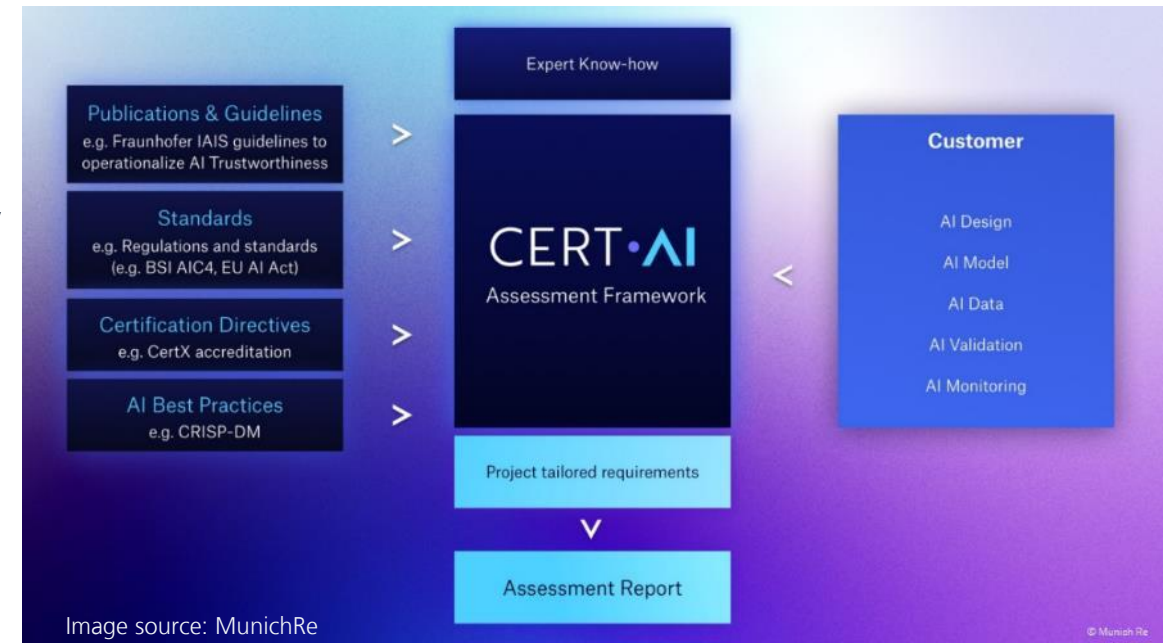 Publications & Guidelines
e.g. Fraunhofer IAIS guidelines to
operationalize AI Trustworthiness
Standards
e.g. Regulations and standards
(e.g. BSI AIC4, EU AI Act)
Certification Directives
e.g. CertX accreditation
AI Best Practices
e.g. CRISP-DM
>
>
>
>
Expert Know-how
CERT•AI
Assessment Framework
Project tailored requirements
>
Assessment Report
<
Customer
AI Design
AI Model
AI Data
AI Validation
AI Monitoring
Image source: MunichRe
© Munich Re